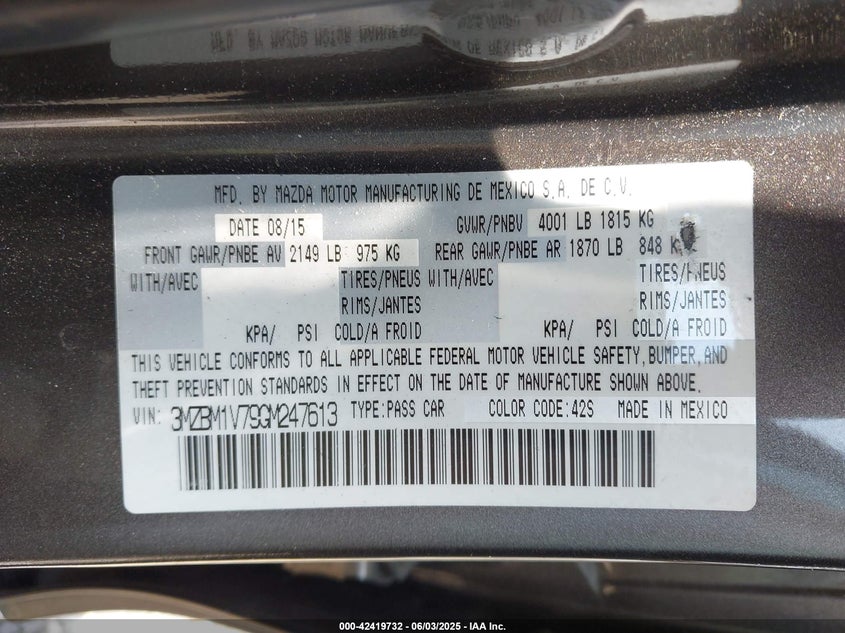 MFD. BY MAZDA MOTOR MANUFACTURING DE MEXICO S.A. DE C.V.
DATE 08/15 GVWR/PNBV 4001 LB 1815 KG
FRONT GAWR/PNBE AV 2149 LB 975 KG REAR GAWR/PNBE AR 1870 LB 848 K
WITH/AVEC TIRES/PNEUS WITH/AVEC TIRES/PNEUS
RIMS/JANTES RIMS/JANTES
KPA/ PSI COLD/A FROID KPA/ PSI COLD/A FROID
THIS VEHICLE CONFORMS TO ALL APPLICABLE FEDERAL MOTOR VEHICLE SAFETY, BUMPER, AND
THEFT PREVENTION STANDARDS IN EFFECT ON THE DATE OF MANUFACTURE SHOWN ABOVE.
VIN: 3MZBM1V79GM247613 TYPE:PASS CAR COLOR CODE:42S MADE IN MEXICO
000-42419732 - 06/03/2025 - IAA Inc.